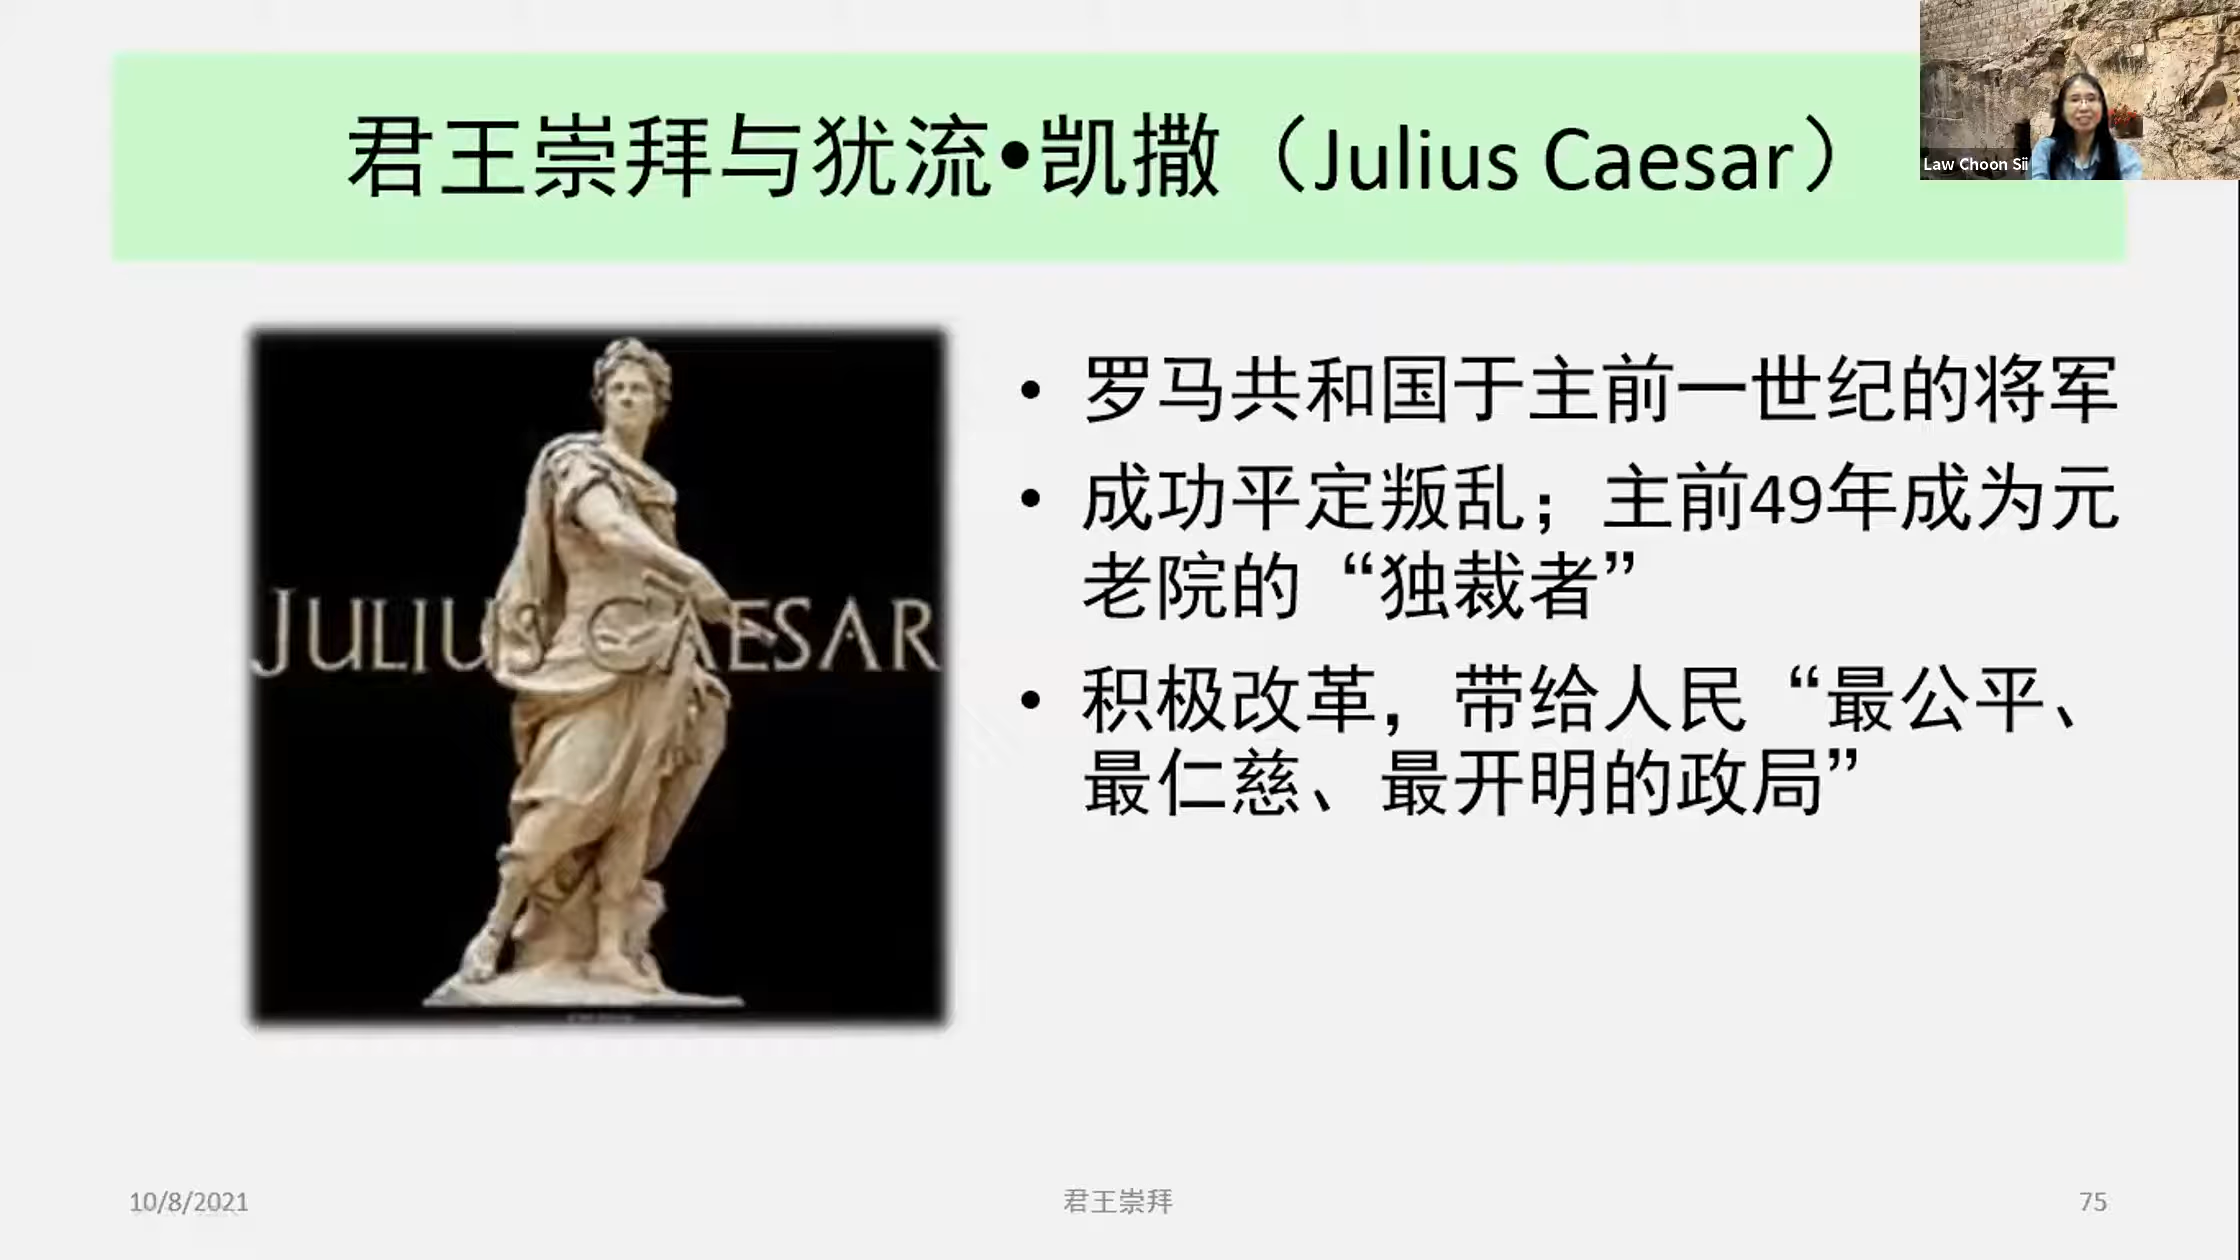 君王崇拜与犹流•凯撒（Julius Caesar）
Law Choon Sii
JULIUS CAESAR
• 罗马共和国于主前一世纪的将军
• 成功平定叛乱；主前49年成为元
老院的“独裁者”
• 积极改革，带给人民“最公平、
最仁慈、最开明的政局”
10/8/2021
君王崇拜
75